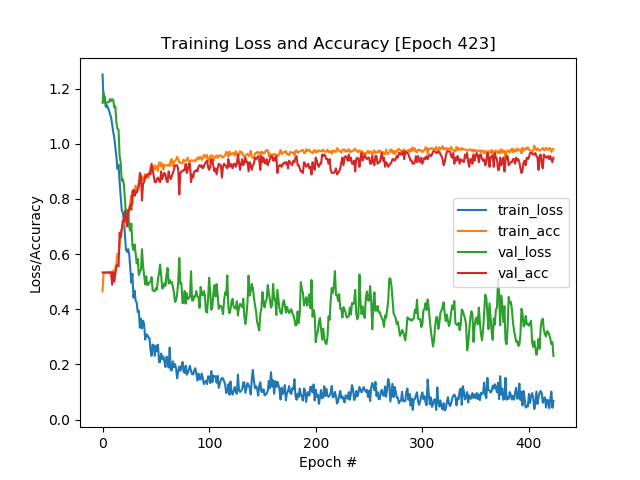 Training Loss and Accuracy [Epoch 423]
Loss/Accuracy
1.2
1.0
0.8
0.6
0.4
0.2
0.0
train_loss
train_acc
val_loss
val_acc
0 100 200 300 400
Epoch #